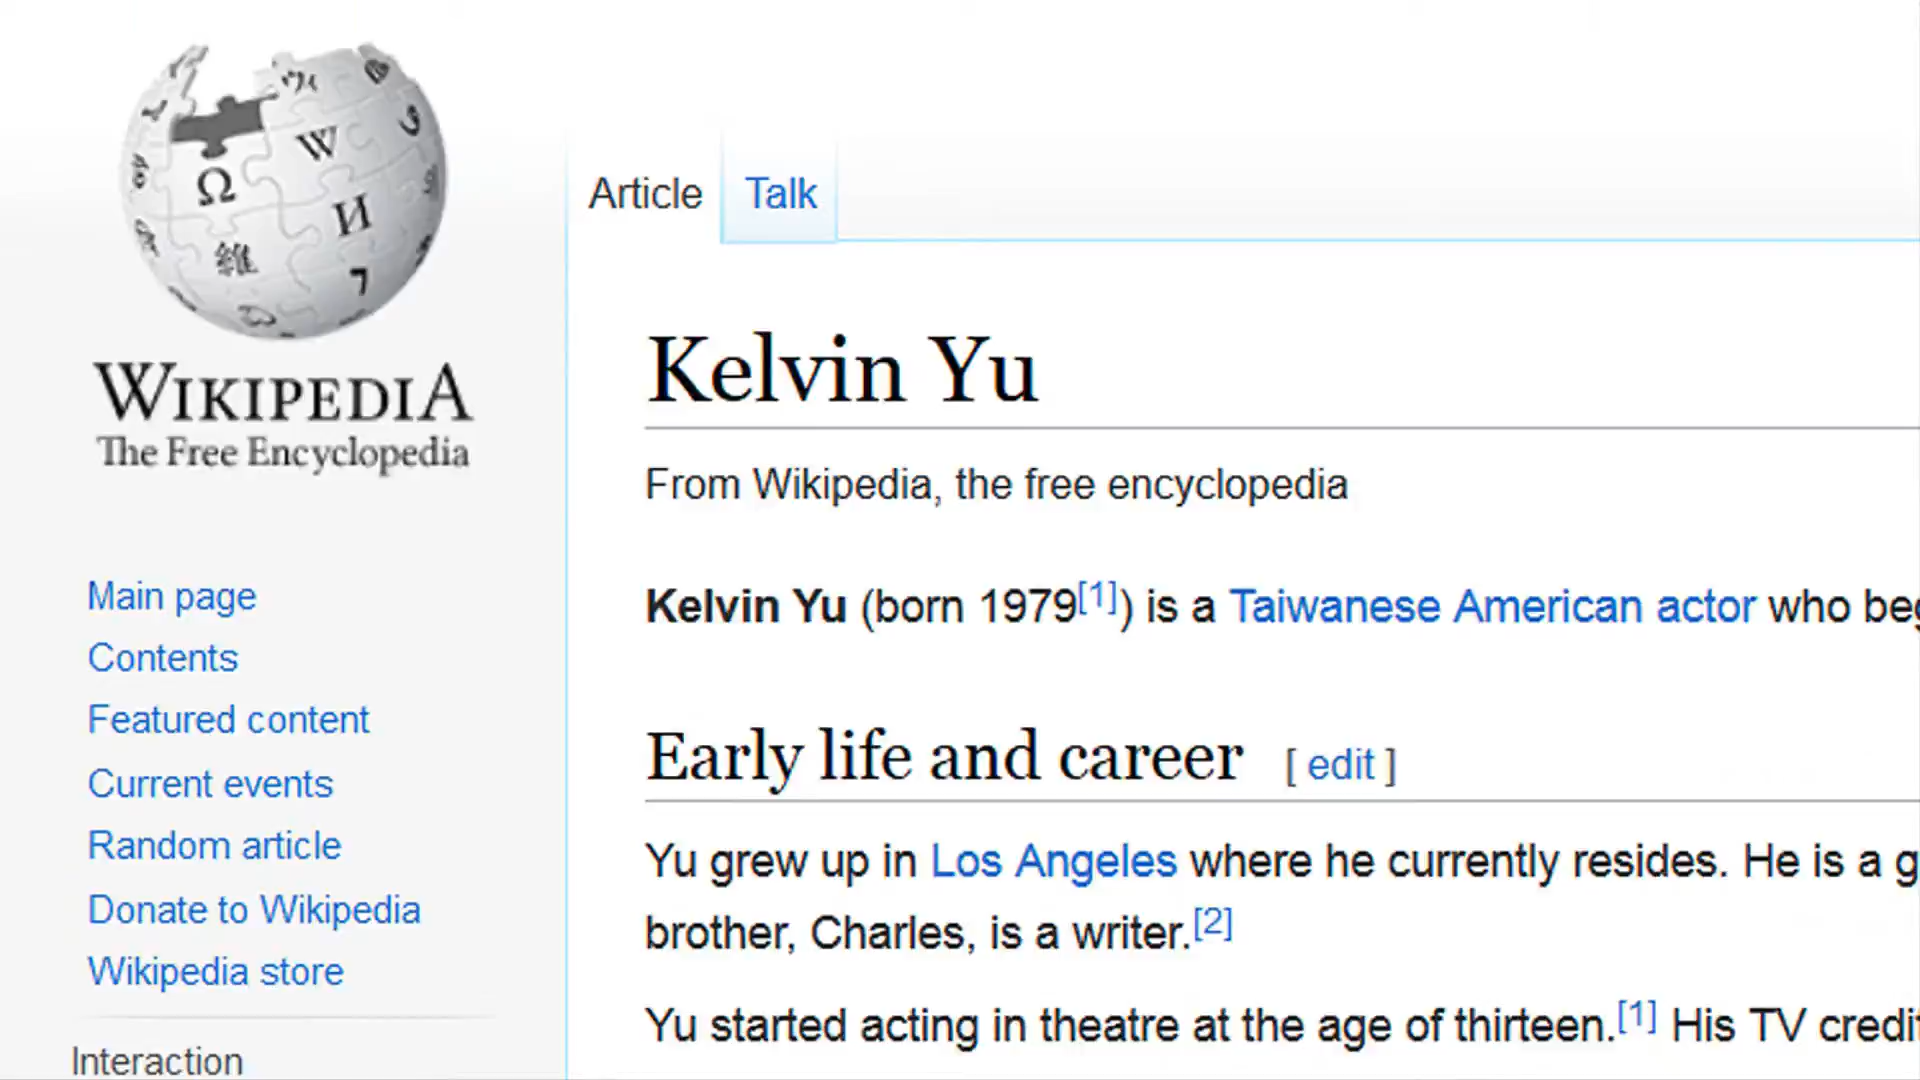 Ω W И 維 7
WIKIPEDIA
The Free Encyclopedia
Main page
Contents
Featured content
Current events
Random article
Donate to Wikipedia
Wikipedia store
Interaction
Article Talk
Kelvin Yu
From Wikipedia, the free encyclopedia
Kelvin Yu (born 1979[1]) is a Taiwanese American actor who
Early life and career [ edit ]
Yu grew up in Los Angeles where he currently resides. He is a
brother, Charles, is a writer.[2]
Yu started acting in theatre at the age of thirteen.[1] His TV